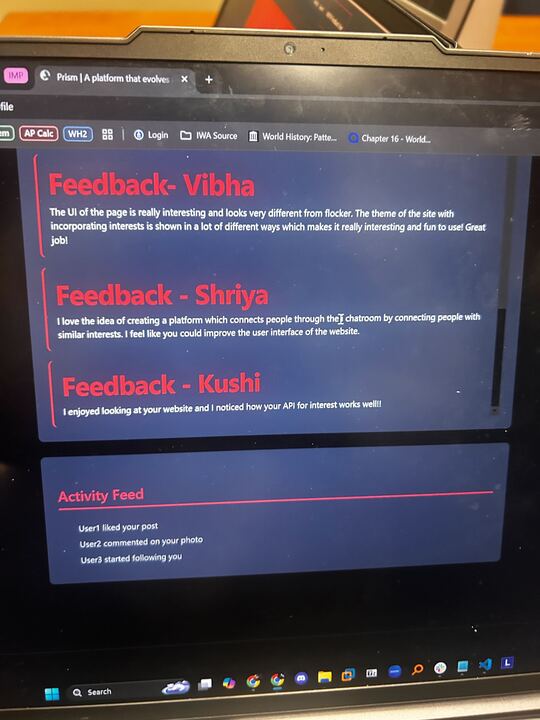 IMP
Prism | A platform that evolves
file
em
AP Calc
WH2
Login
IWA Source
World History: Patte...
Chapter 16 - World...
Feedback- Vibha
The UI of the page is really interesting and looks very different from flocker. The theme of the site with
incorporating interests is shown in a lot of different ways which makes it really interesting and fun to use! Great
job!
Feedback - Shriya
I love the idea of creating a platform which connects people through the chatroom by connecting people with
similar interests. I feel like you could improve the user interface of the website.
Feedback - Kushi
I enjoyed looking at your website and I noticed how your API for interest works well!!
Activity Feed
User1 liked your post
User2 commented on your photo
User3 started following you
Search
L